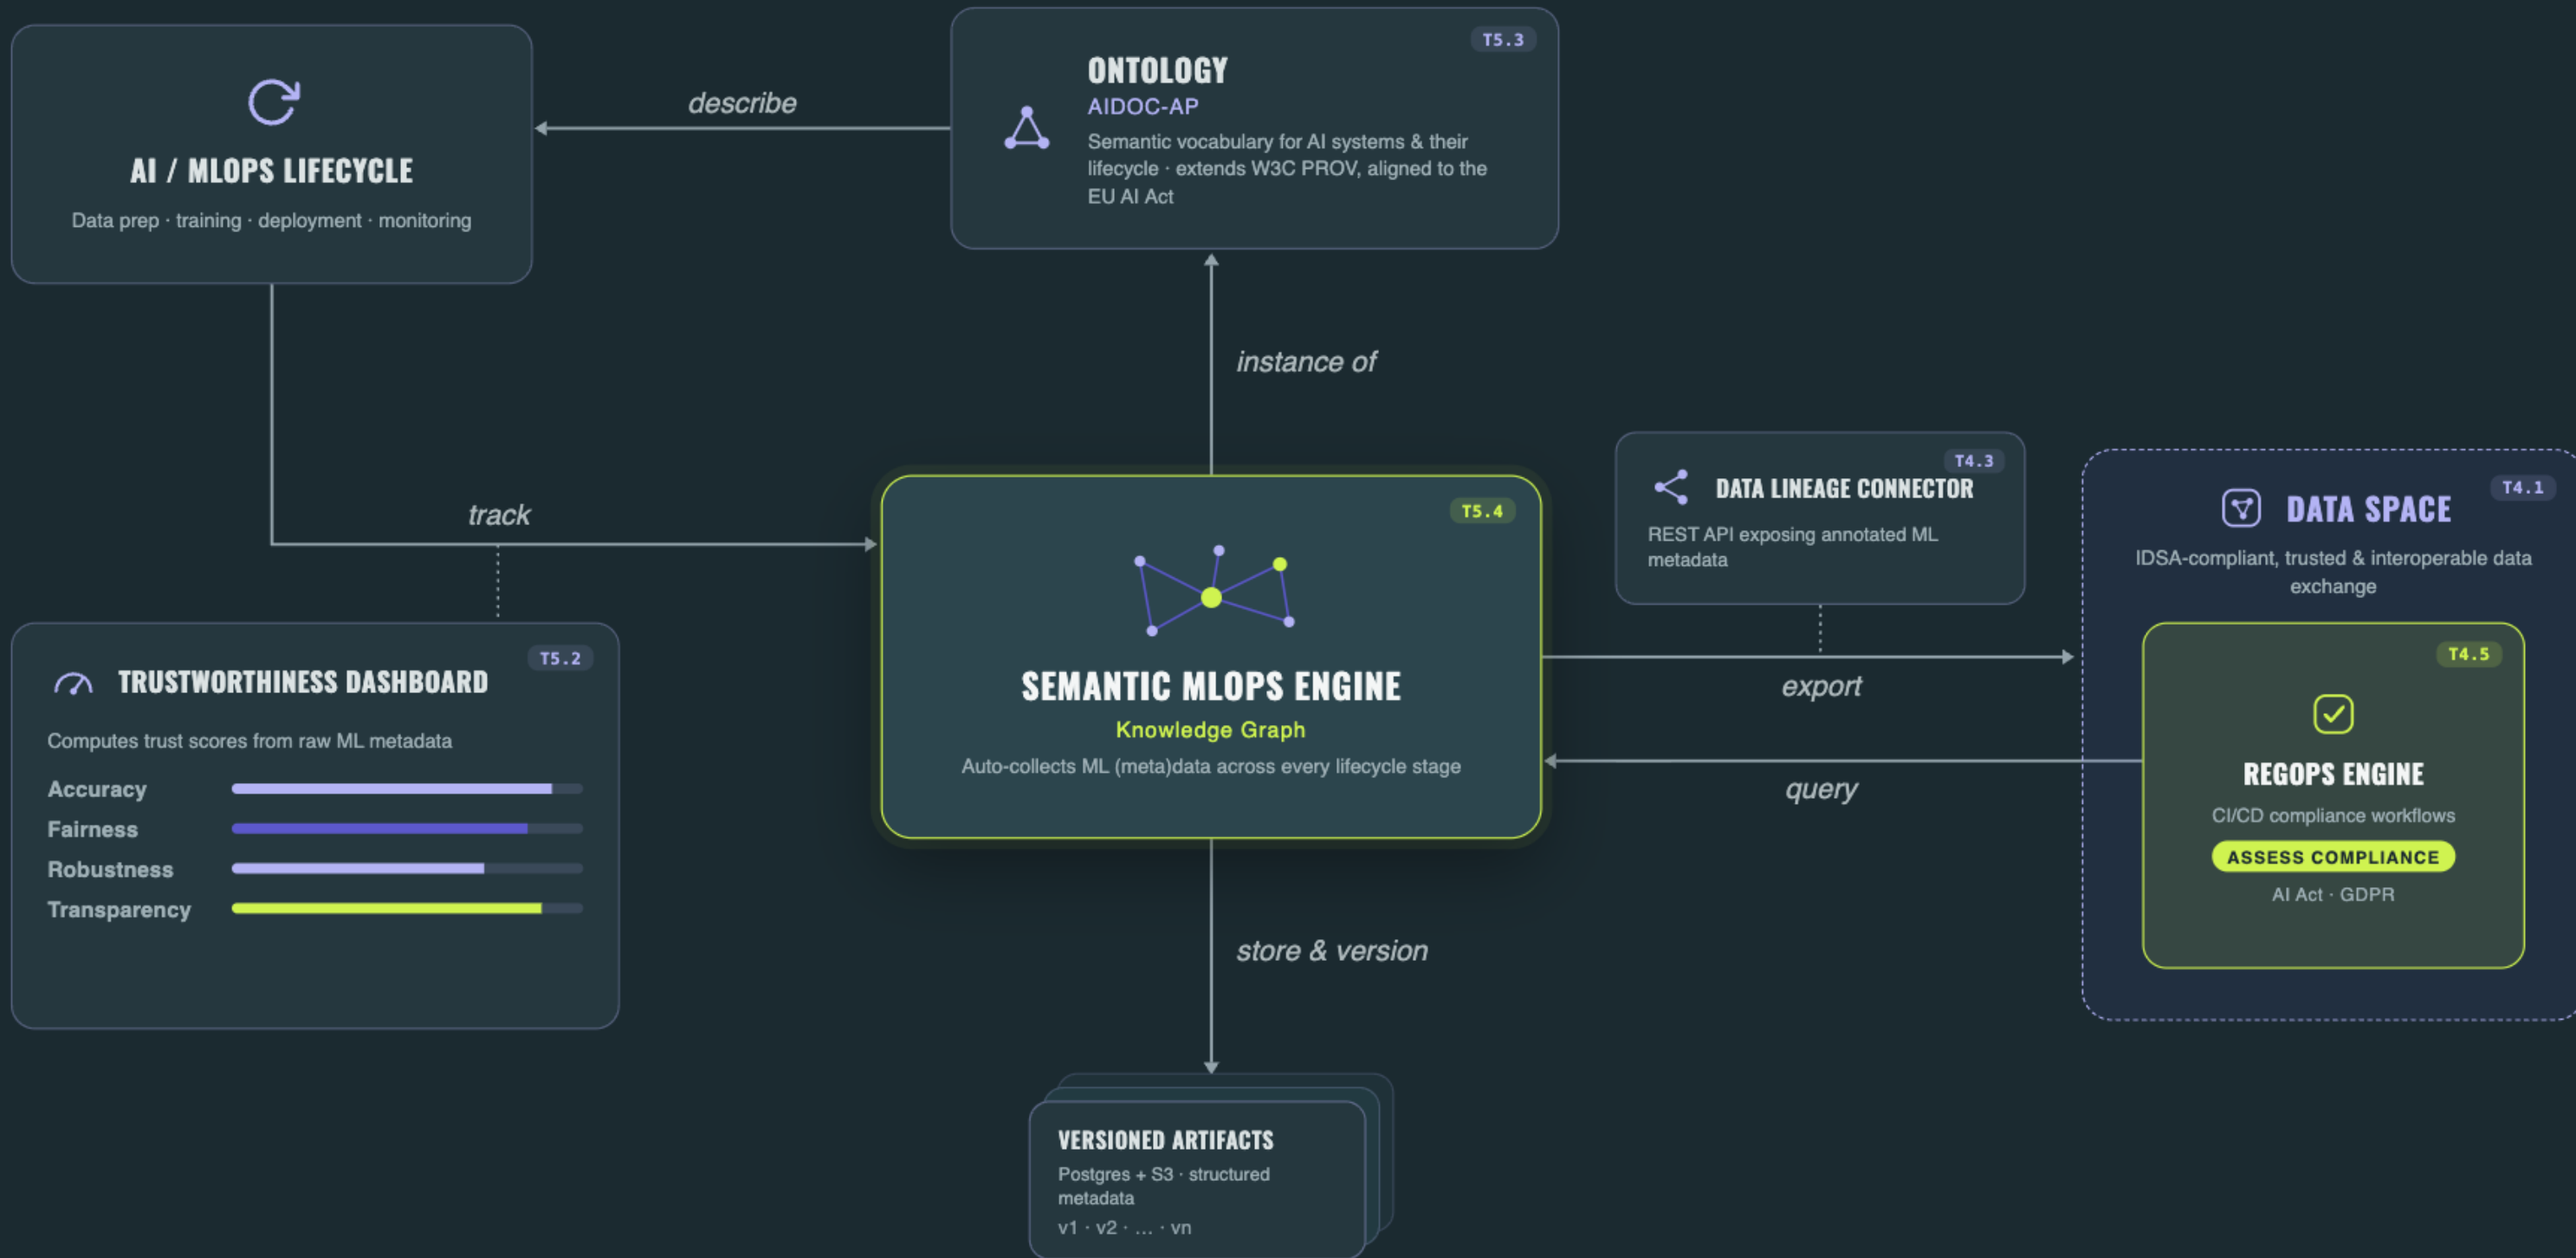 AI / MLOPS LIFECYCLE
Data prep · training · deployment · monitoring
describe
T5.3
ONTOLOGY
AIDOC-AP
Semantic vocabulary for AI systems & their
lifecycle · extends W3C PROV, aligned to the
EU AI Act
instance of
track
T5.2
TRUSTWORTHINESS DASHBOARD
Computes trust scores from raw ML metadata
Accuracy
Fairness
Robustness
Transparency
T5.4
SEMANTIC MLOPS ENGINE
Knowledge Graph
Auto-collects ML (meta)data across every lifecycle stage
T4.3
DATA LINEAGE CONNECTOR
REST API exposing annotated ML
metadata
export
query
T4.1
DATA SPACE
IDSA-compliant, trusted & interoperable data
exchange
T4.5
REGOPS ENGINE
CI/CD compliance workflows
ASSESS COMPLIANCE
AI Act · GDPR
store & version
VERSIONED ARTIFACTS
Postgres + S3 · structured
metadata
v1 · v2 · … · vn